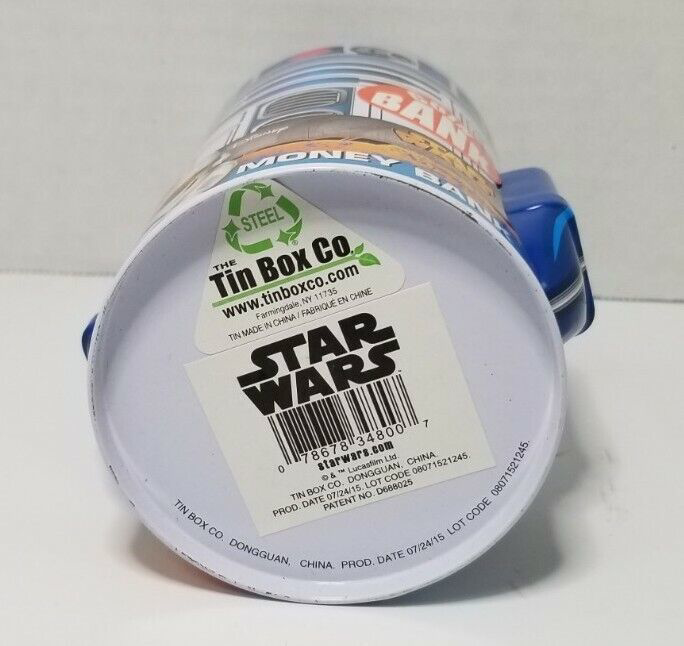 BANK
DISNEY
MONEY BANK
STEEL
®
THE
Tin Box Co.
www.tinboxco.com
Farmingdale, NY 11735
TIN MADE IN CHINA / FABRIQUÉ EN CHINE
STAR
WARS
0 78678 34800 7
starwars.com
© & ™ Lucasfilm Ltd.
TIN BOX CO. DONGGUAN, CHINA.
PROD. DATE 07/24/15. LOT CODE 08071521245.
PATENT NO. D688025
TIN BOX CO. DONGGUAN, CHINA. PROD. DATE 07/24/15. LOT CODE 08071521245.